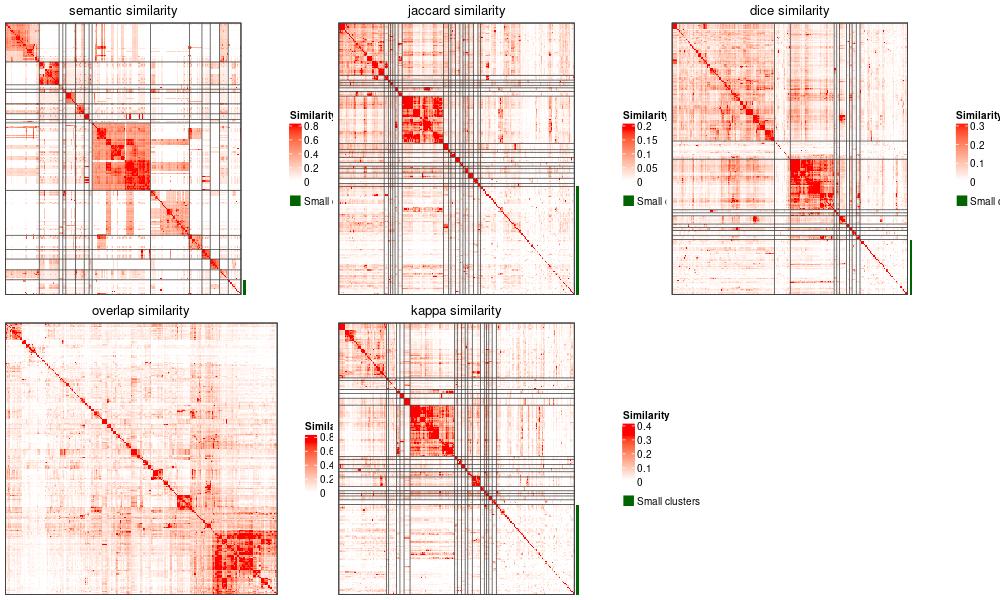 semantic similarity
Similarity
0.8
0.6
0.4
0.2
0
Small
jaccard similarity
Similarity
0.2
0.15
0.1
0.05
0
Small
dice similarity
Similarity
0.3
0.2
0.1
0
Small
overlap similarity
0.8
0.6
0.4
0.2
0
kappa similarity
Similarity
0.4
0.3
0.2
0.1
0
Small clusters